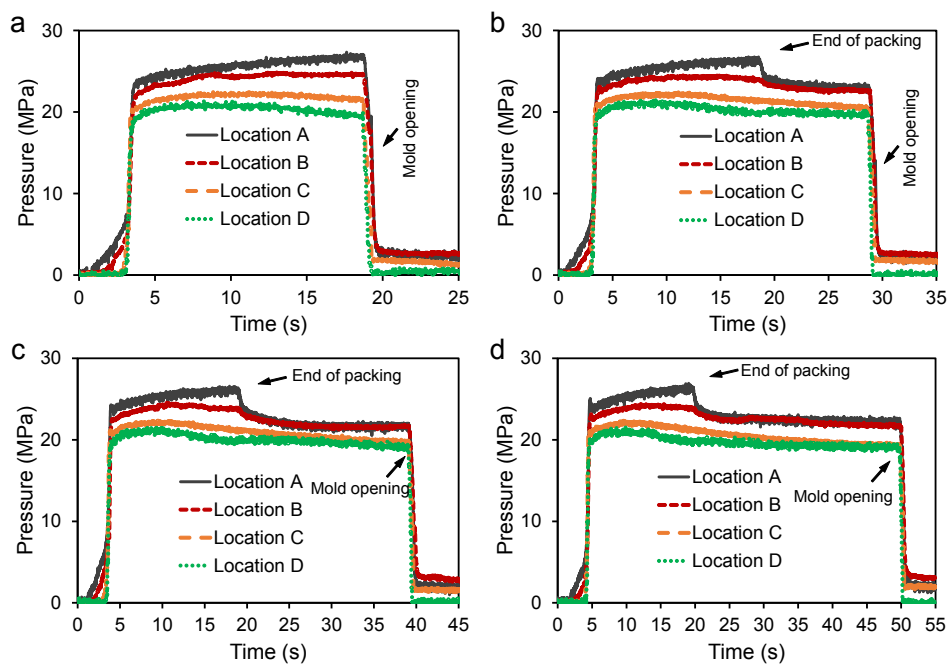 a
30
20
10
0
Pressure (MPa)
Location A
Location B
Location C
Location D
Mold opening
0 5 10 15 20 25
Time (s)
b
30
20
10
0
Pressure (MPa)
End of packing
Location A
Location B
Location C
Location D
Mold opening
0 5 10 15 20 25 30 35
Time (s)
c
30
20
10
0
Pressure (MPa)
End of packing
Location A
Mold opening
Location B
Location C
Location D
0 5 10 15 20 25 30 35 40 45
Time (s)
d
30
20
10
0
Pressure (MPa)
End of packing
Location A
Mold opening
Location B
Location C
Location D
0 5 10 15 20 25 30 35 40 45 50 55
Time (s)